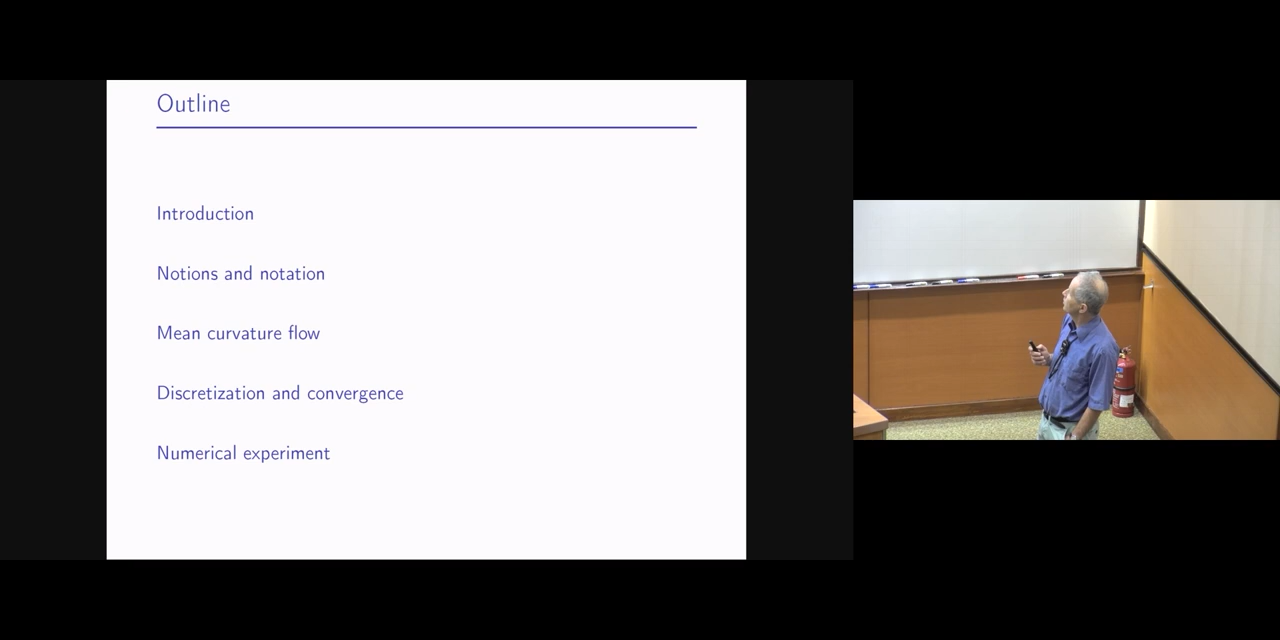 Outline
Introduction
Notions and notation
Mean curvature flow
Discretization and convergence
Numerical experiment